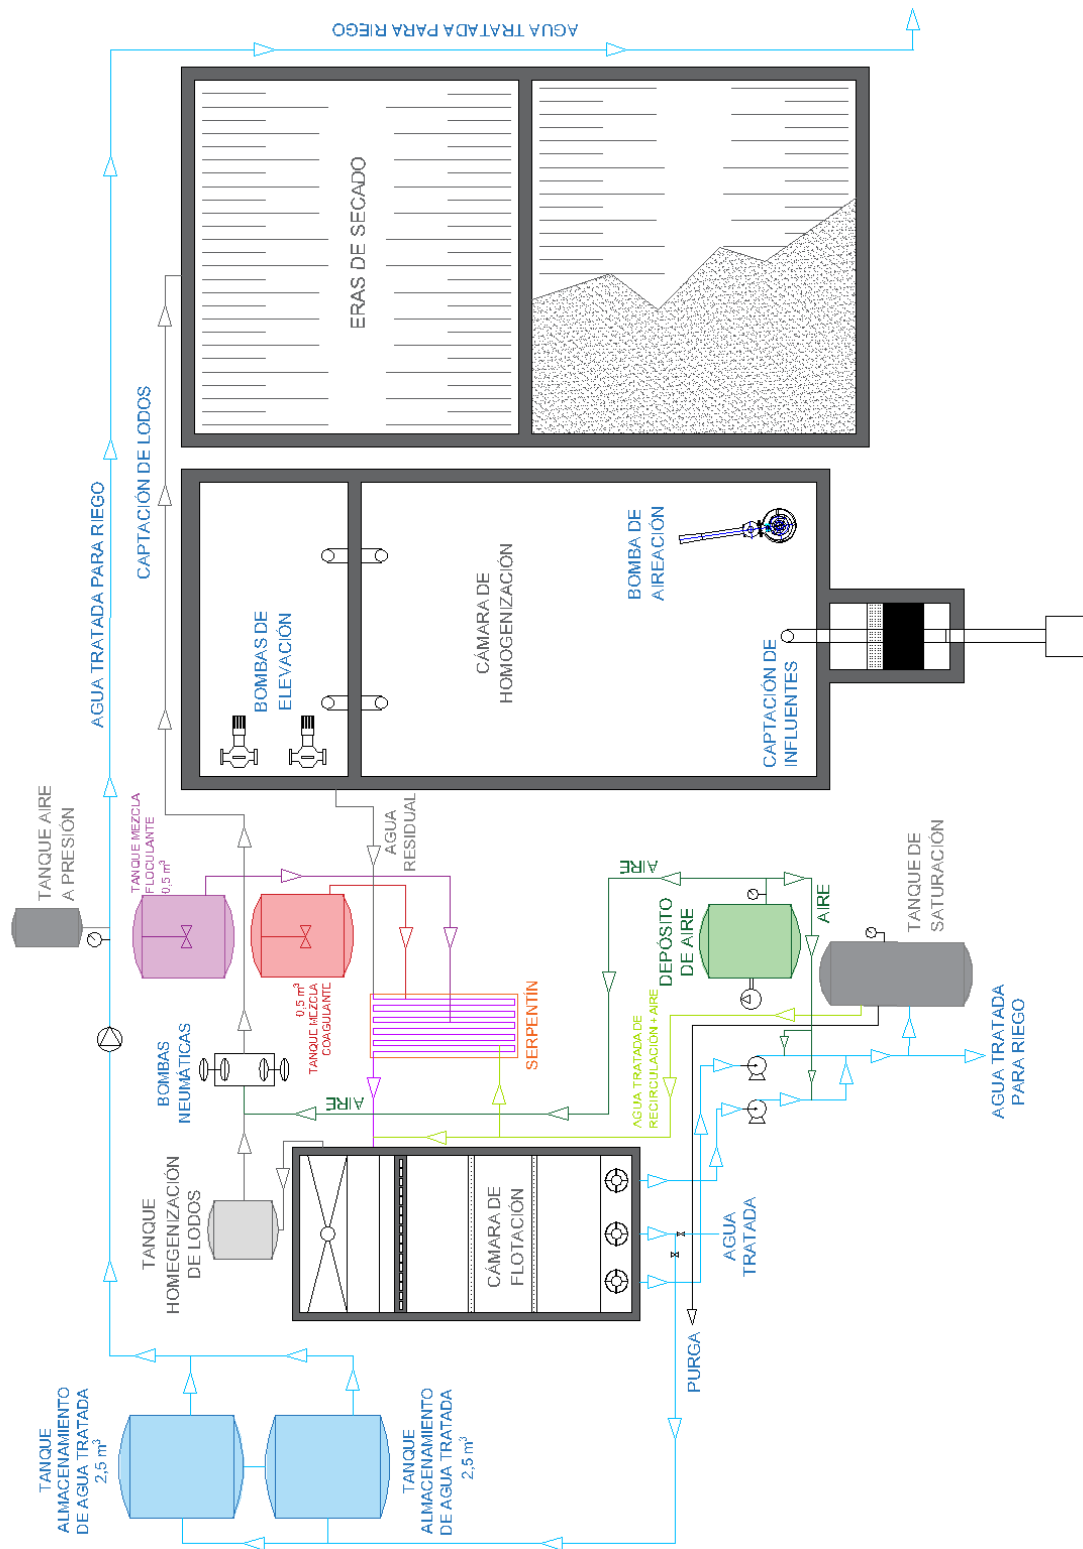 AGUA TRATADA PARA RIEGO
ERAS DE SECADO
CAPTACIÓN DE LODOS
AGUA TRATADA PARA RIEGO
BOMBAS DE
ELEVACIÓN
CÁMARA DE
HOMOGENIZACIÓN
BOMBA DE
AIREACIÓN
CAPTACIÓN DE
INFLUENTES
TANQUE AIRE
A PRESIÓN
TANQUE MEZCLA
FLOCULANTE
0,5 m³
0,5 m³
TANQUE MEZCLA
COAGULANTE
AGUA
RESIDUAL
SERPENTÍN
AIRE
DEPÓSITO
DE AIRE
AIRE
TANQUE DE
SATURACIÓN
BOMBAS
NEUMÁTICAS
AIRE
AGUA TRATADA DE
RECIRCULACIÓN + AIRE
AGUA TRATADA
PARA RIEGO
TANQUE
HOMEGENIZACIÓN
DE LODOS
CÁMARA DE
FLOTACIÓN
AGUA
TRATADA
PURGA
TANQUE
ALMACENAMIENTO
DE AGUA TRATADA
2,5 m³
TANQUE
ALMACENAMIENTO
DE AGUA TRATADA
2,5 m³